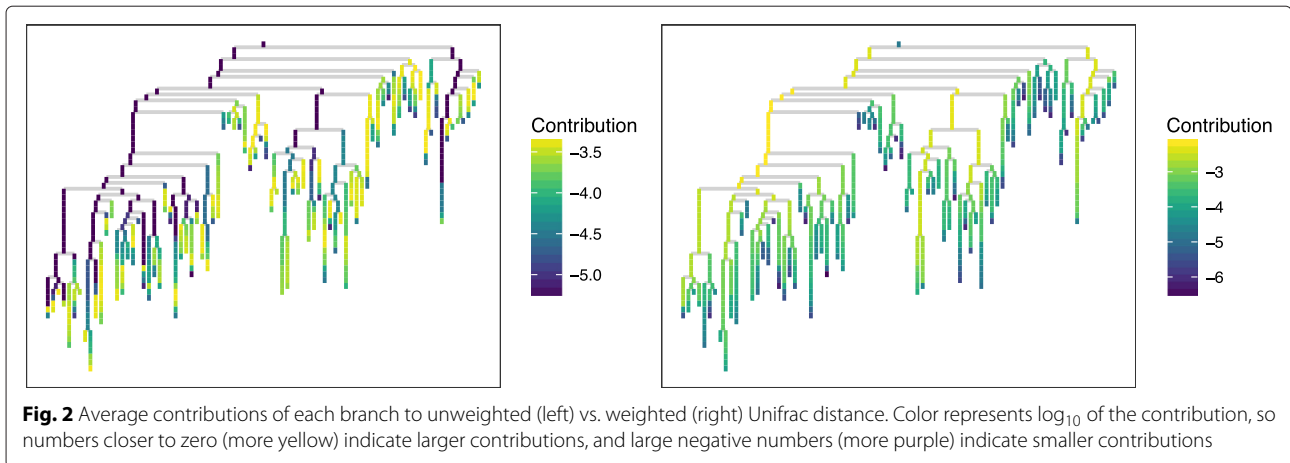 Contribution
−3.5
−4.0
−4.5
−5.0
Contribution
−3
−4
−5
−6
Fig. 2 Average contributions of each branch to unweighted (left) vs. weighted (right) Unifrac distance. Color represents log10 of the contribution, so
numbers closer to zero (more yellow) indicate larger contributions, and large negative numbers (more purple) indicate smaller contributions